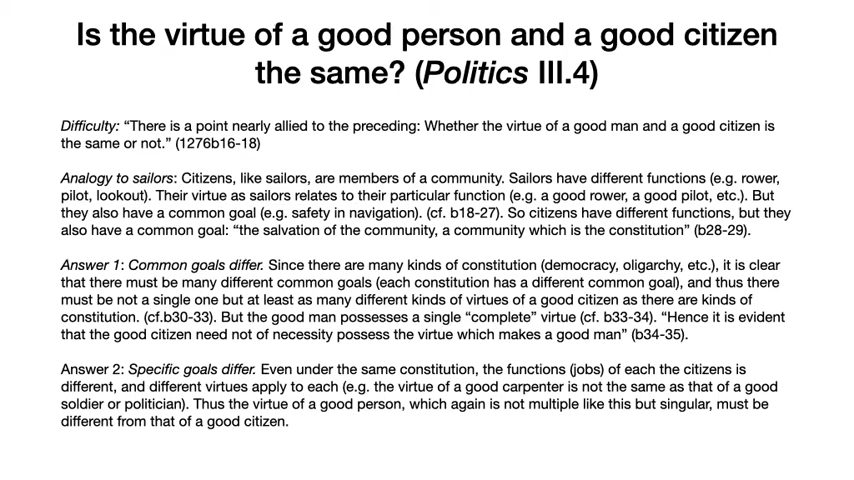 Is the virtue of a good person and a good citizen
the same? (Politics III.4)
Difficulty: “There is a point nearly allied to the preceding: Whether the virtue of a good man and a good citizen is
the same or not.” (1276b16-18)
Analogy to sailors: Citizens, like sailors, are members of a community. Sailors have different functions (e.g. rower,
pilot, lookout). Their virtue as sailors relates to their particular function (e.g. a good rower, a good pilot, etc.). But
they also have a common goal (e.g. safety in navigation). (cf. b18-27). So citizens have different functions, but they
also have a common goal: “the salvation of the community, a community which is the constitution” (b28-29).
Answer 1: Common goals differ. Since there are many kinds of constitution (democracy, oligarchy, etc.), it is clear
that there must be many different common goals (each constitution has a different common goal), and thus there
must be not a single one but at least as many different kinds of virtues of a good citizen as there are kinds of
constitution. (cf.b30-33). But the good man possesses a single “complete” virtue (cf. b33-34). “Hence it is evident
that the good citizen need not of necessity possess the virtue which makes a good man” (b34-35).
Answer 2: Specific goals differ. Even under the same constitution, the functions (jobs) of each the citizens is
different, and different virtues apply to each (e.g. the virtue of a good carpenter is not the same as that of a good
soldier or politician). Thus the virtue of a good person, which again is not multiple like this but singular, must be
different from that of a good citizen.